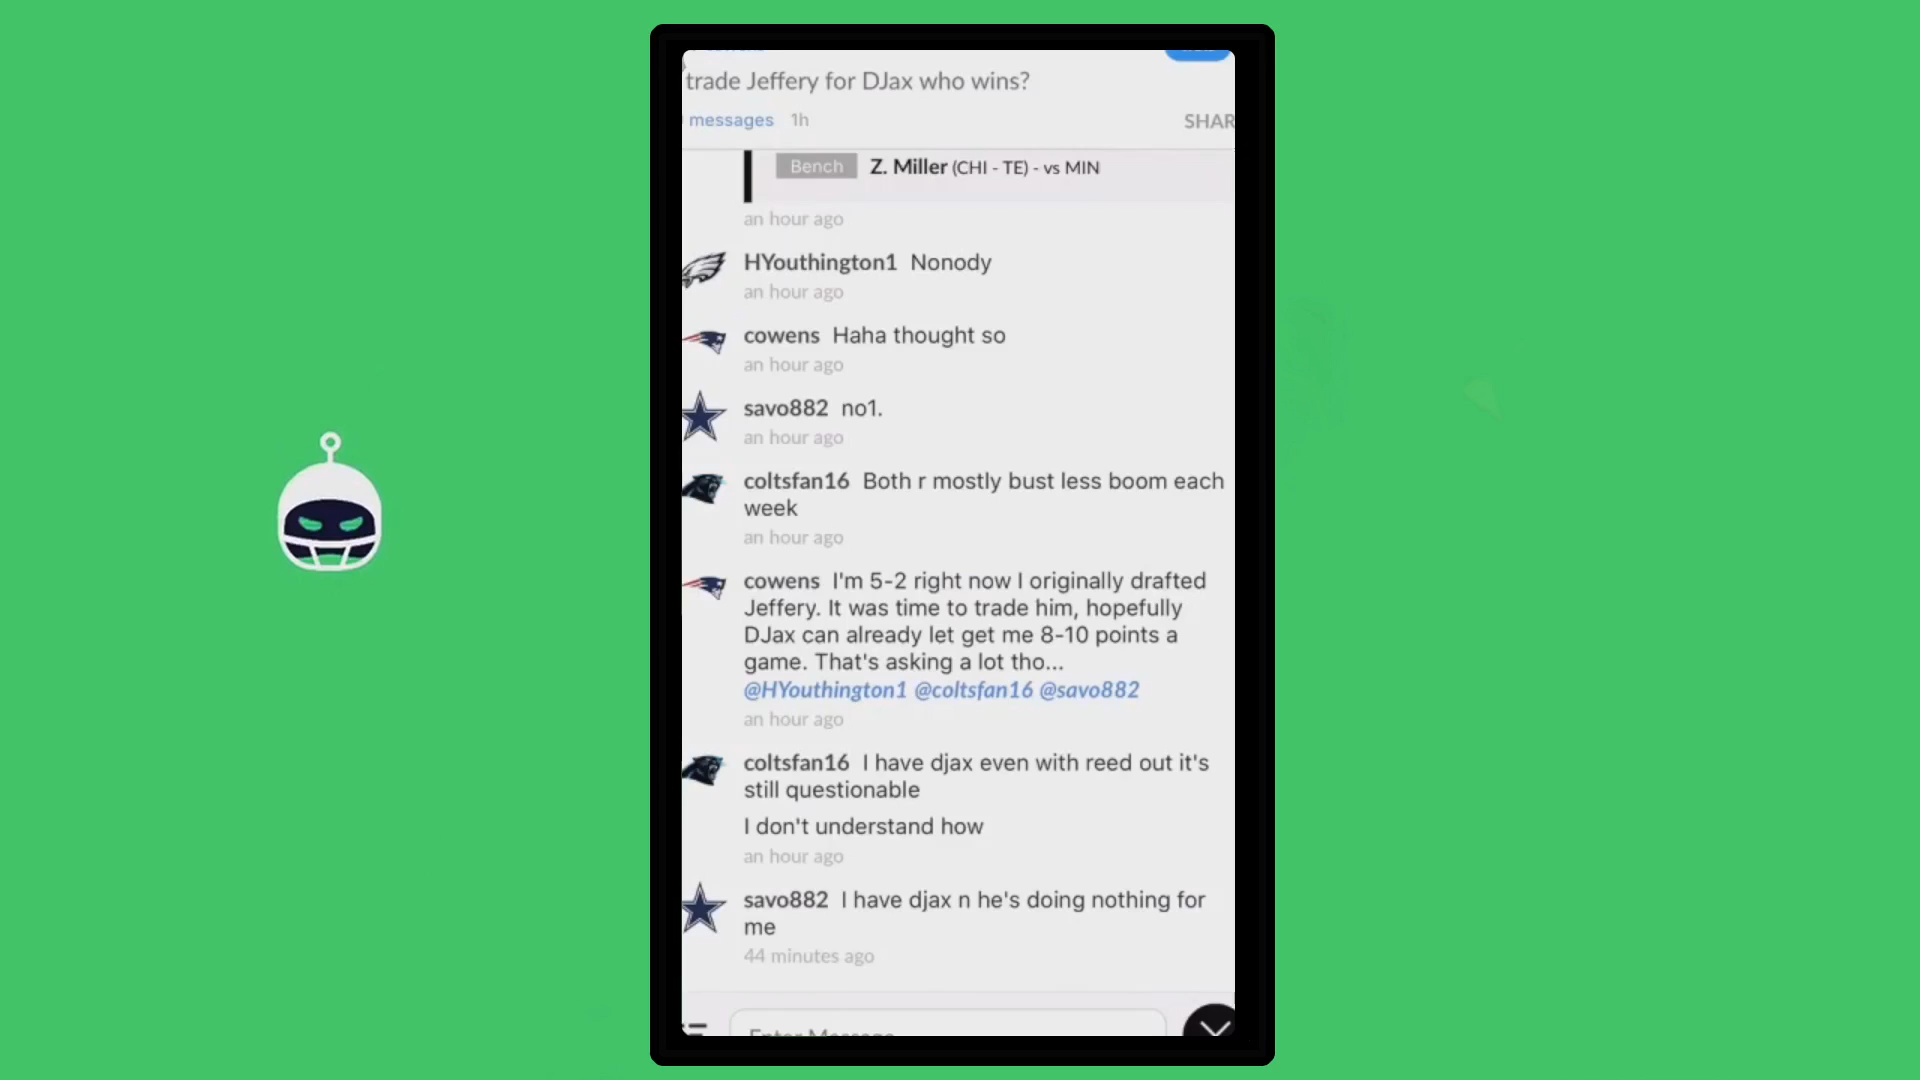 trade Jeffery for DJax who wins?
messages 1h SHAR
Bench Z. Miller (CHI - TE) - vs MIN
an hour ago
HYouthington1 Nonody
an hour ago
cowens Haha thought so
an hour ago
savo882 no1.
an hour ago
coltsfan16 Both r mostly bust less boom each
week
an hour ago
cowens I'm 5-2 right now I originally drafted
Jeffery. It was time to trade him, hopefully
DJax can already let get me 8-10 points a
game. That's asking a lot tho...
@HYouthington1 @coltsfan16 @savo882
an hour ago
coltsfan16 I have djax even with reed out it's
still questionable
I don't understand how
an hour ago
savo882 I have djax n he's doing nothing for
me
44 minutes ago
Enter Message